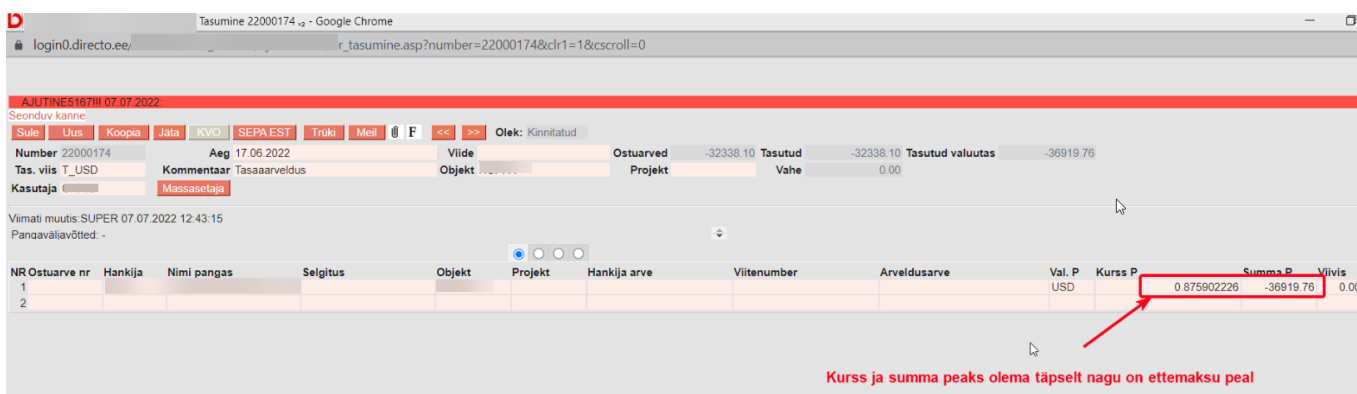 Tasumine 22000174 v2 - Google Chrome
login0.directo.ee/ r_tasumine.asp?number=22000174&clr1=1&cscroll=0
AJUTINE5167III 07.07.2022:
Seonduv kanne
Sule Uus Koopia Jäta KVO SEPA EST Trüki Meil F << >> Olek: Kinnitatud
Number 22000174 Aeg 17.06.2022 Viide Ostuarved -32338.10 Tasutud -32338.10 Tasutud valuutas -36919.76
Tas. viis T_USD Kommentaar Tasaaarveldus Objekt Projekt Vahe 0.00
Kasutaja Massasetaja
Viimati muutis:SUPER 07.07.2022 12:43:15
Pangaväljavõtted: -
NR Ostuarve nr Hankija Nimi pangas Selgitus Objekt Projekt Hankija arve Viitenumber Arveldusarve Val. P Kurss P Summa P Viivis
1 USD 0.875902226 -36919.76 0.00
2
Kurss ja summa peaks olema täpselt nagu on ettemaksu peal